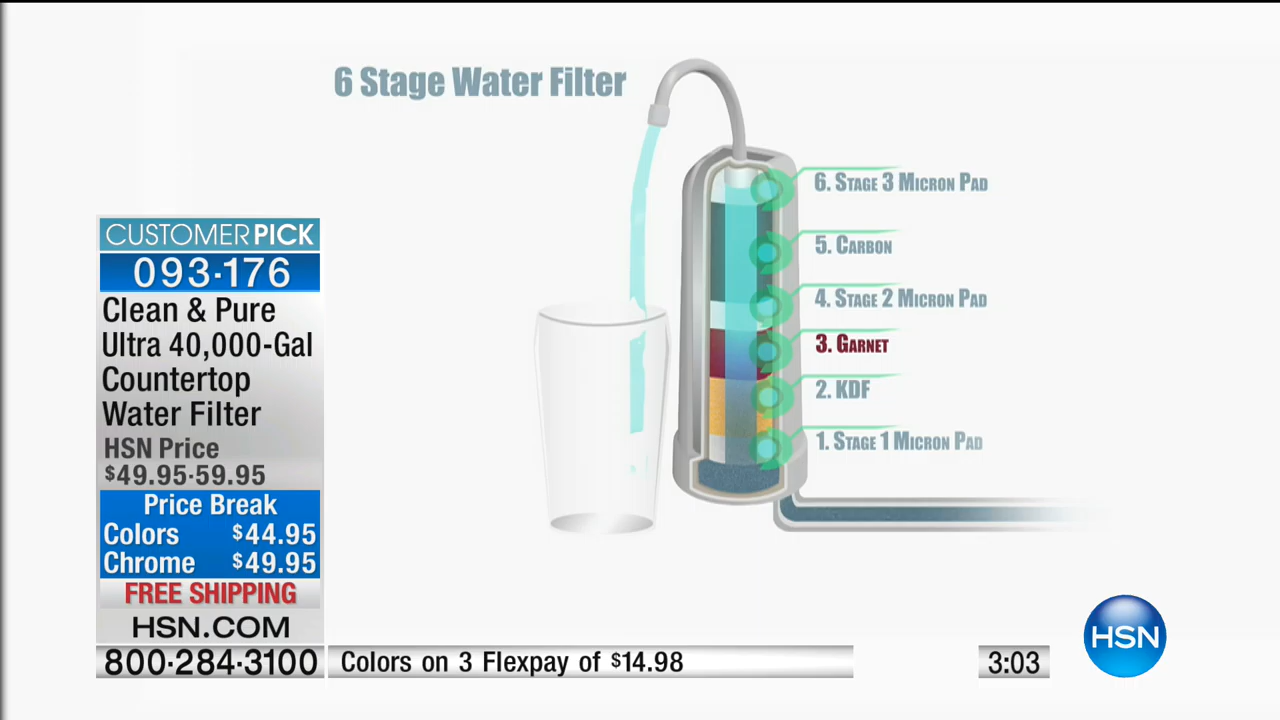 6 Stage Water Filter
6. Stage 3 Micron Pad
5. Carbon
4. Stage 2 Micron Pad
3. Garnet
2. KDF
1. Stage 1 Micron Pad
CUSTOMER PICK
093·176
Clean & Pure
Ultra 40,000-Gal
Countertop
Water Filter
HSN Price
$49.95-59.95
Price Break
Colors $44.95
Chrome $49.95
FREE SHIPPING
HSN.COM
800·284·3100
Colors on 3 Flexpay of $14.98
3:03
HSN